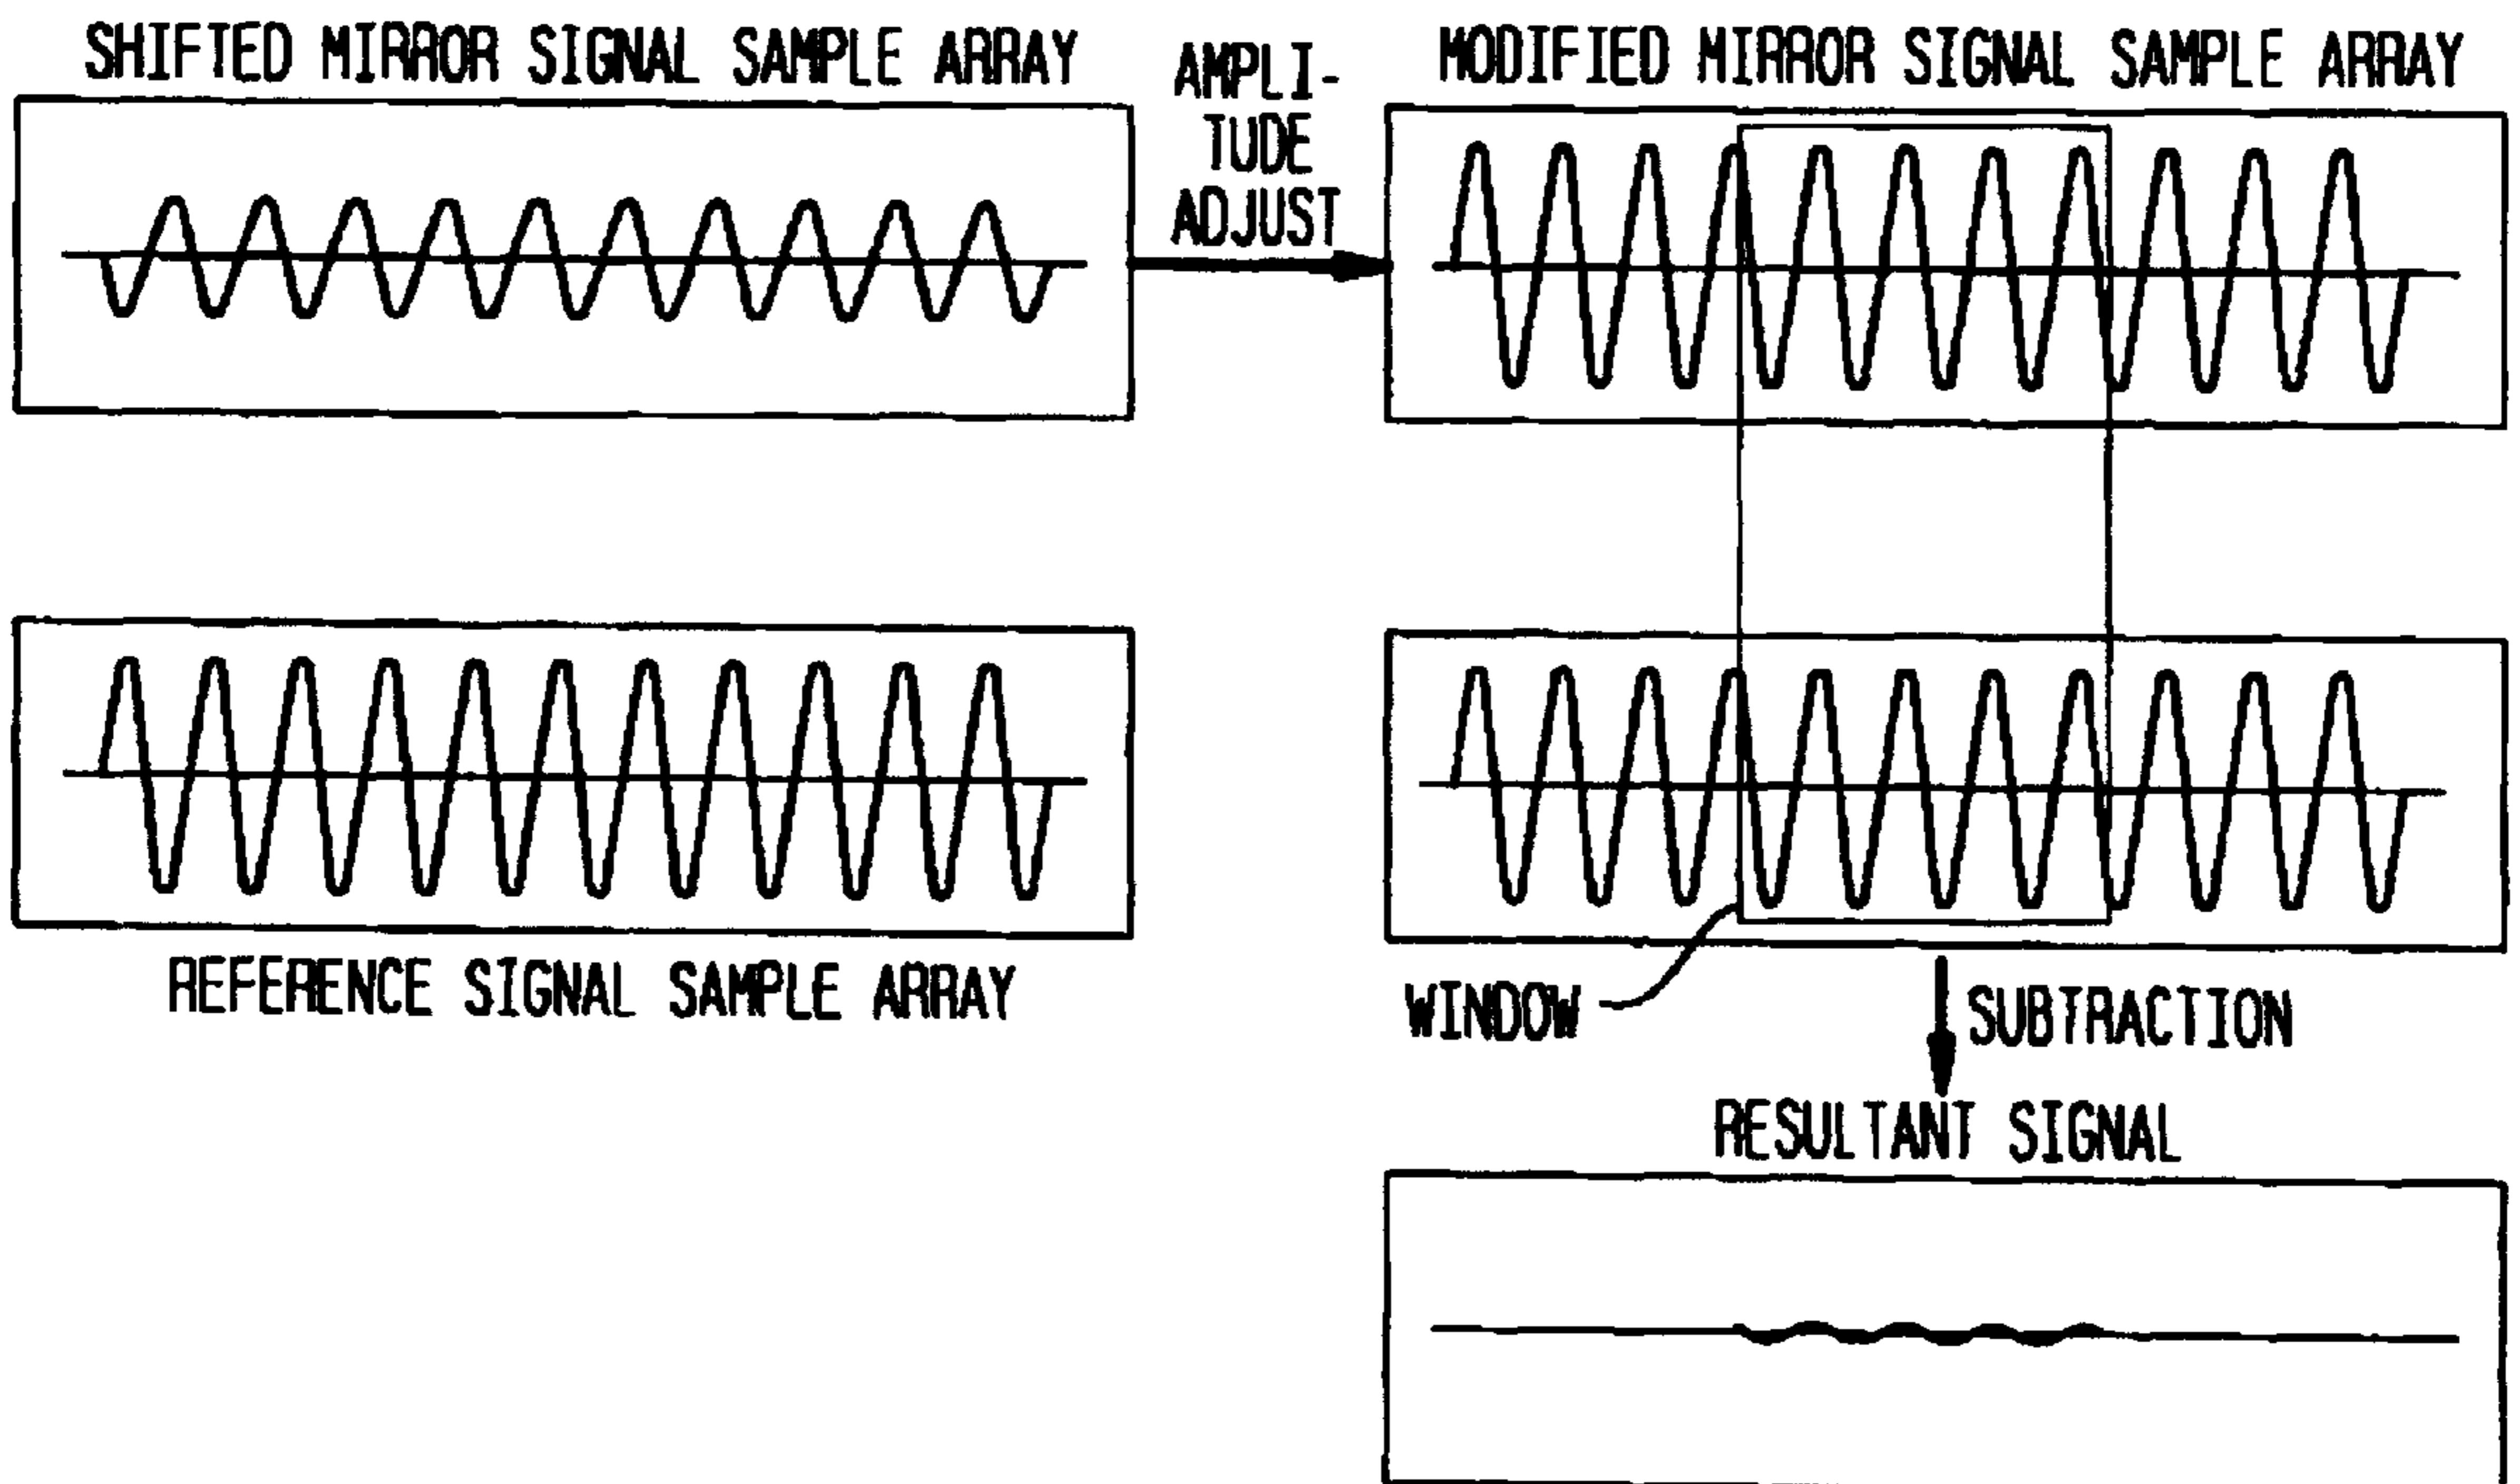 SHIFTED MIRROR SIGNAL SAMPLE ARRAY
AMPLI-
TUDE
ADJUST
MODIFIED MIRROR SIGNAL SAMPLE ARRAY
REFERENCE SIGNAL SAMPLE ARRAY
WINDOW
SUBTRACTION
RESULTANT SIGNAL